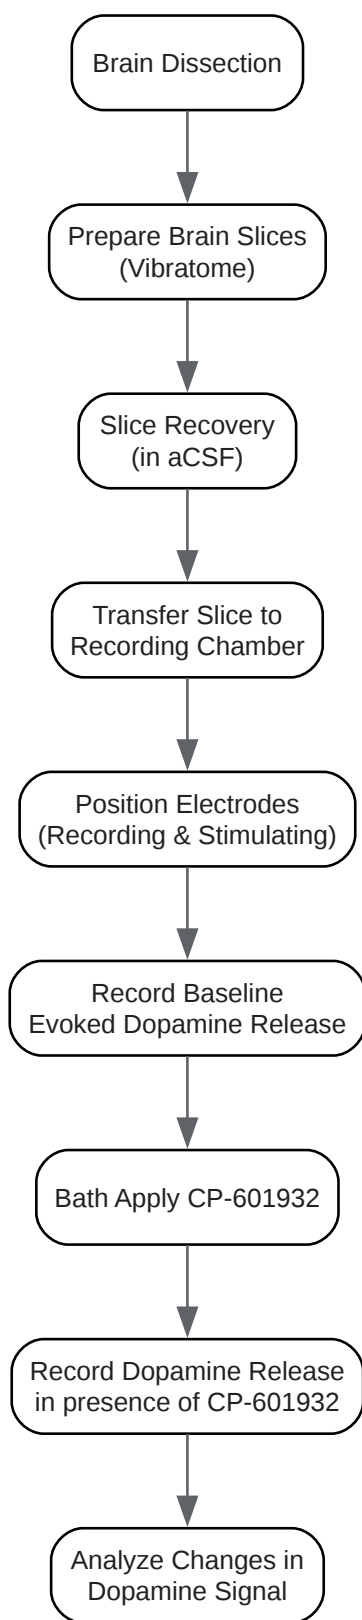 Brain Dissection
Prepare Brain Slices
(Vibratome)
Slice Recovery
(in aCSF)
Transfer Slice to
Recording Chamber
Position Electrodes
(Recording & Stimulating)
Record Baseline
Evoked Dopamine Release
Bath Apply CP-601932
Record Dopamine Release
in presence of CP-601932
Analyze Changes in
Dopamine Signal